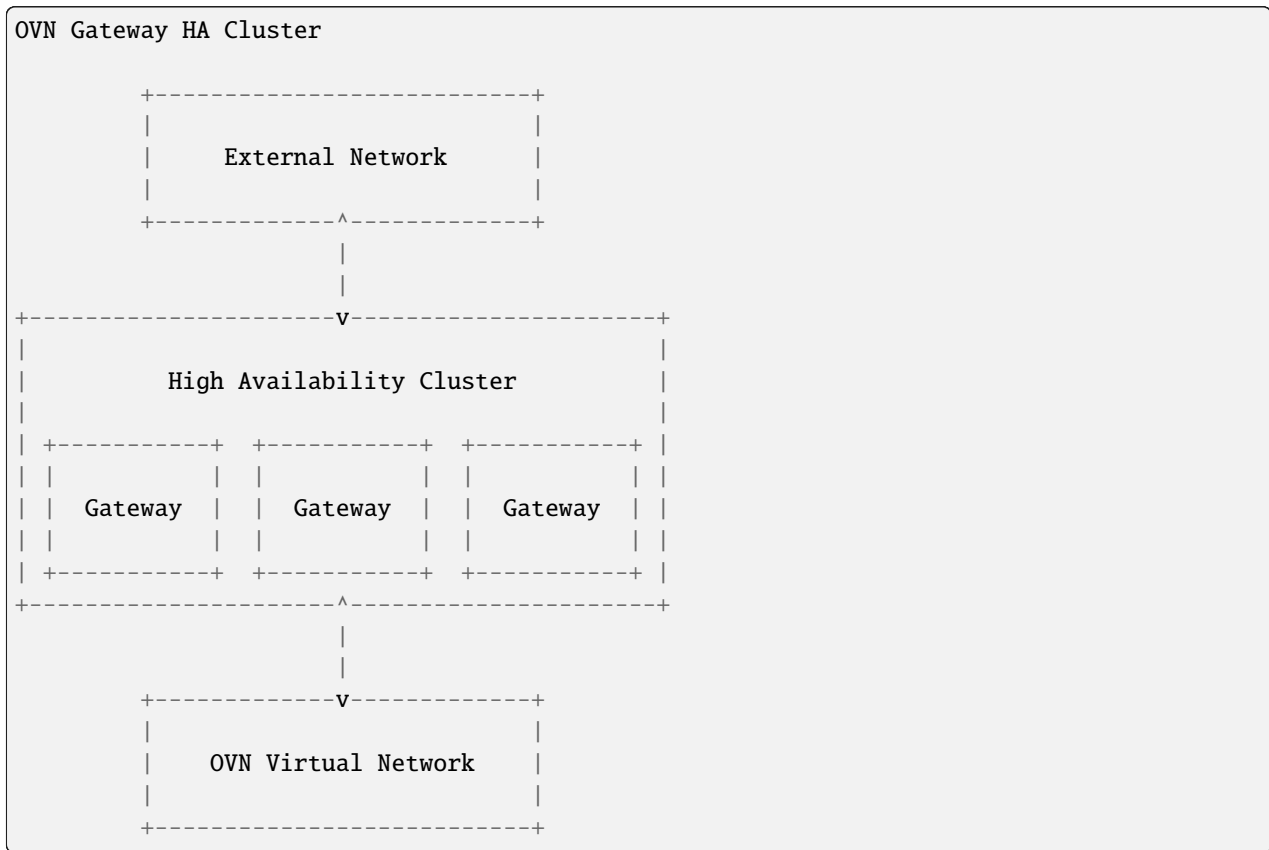 OVN Gateway HA Cluster
External Network
High Availability Cluster
Gateway Gateway Gateway
OVN Virtual Network